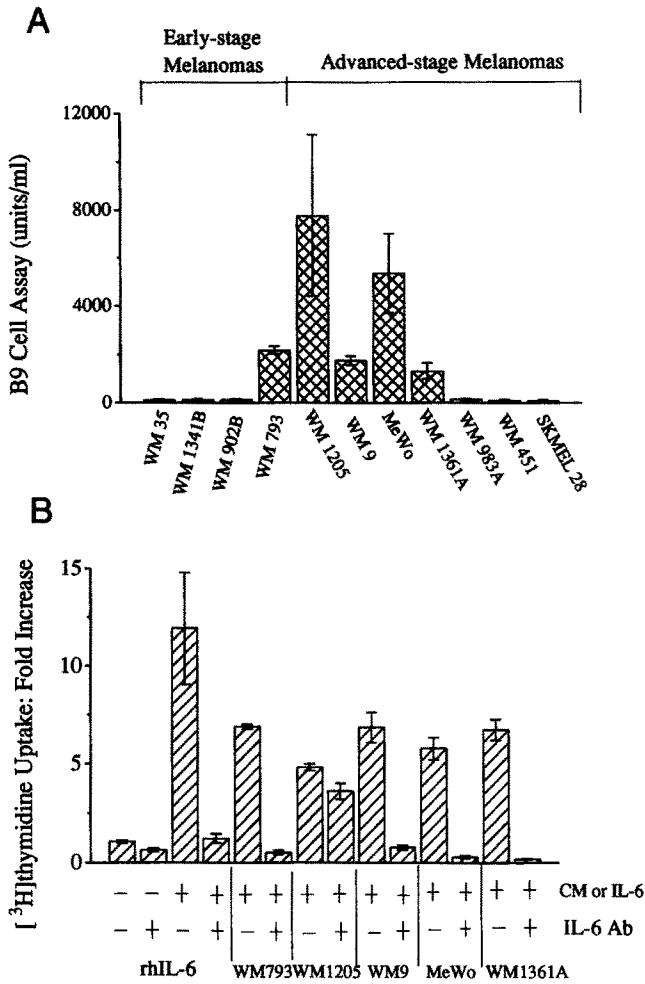 A
Early-stage Melanomas
Advanced-stage Melanomas
B9 Cell Assay (units/ml)
12000
8000
4000
0
WM 35
WM 1341B
WM 902B
WM 793
WM 1205
WM 9
MeWo
WM 1361A
WM 983A
WM 451
SKMEL 28
B
[³H]thymidine Uptake: Fold Increase
15
10
5
0
− − + + + + + + + + + + + + CM or IL-6
− + − + − + − + − + − + − + IL-6 Ab
rhIL-6 WM793 WM1205 WM9 MeWo WM1361A